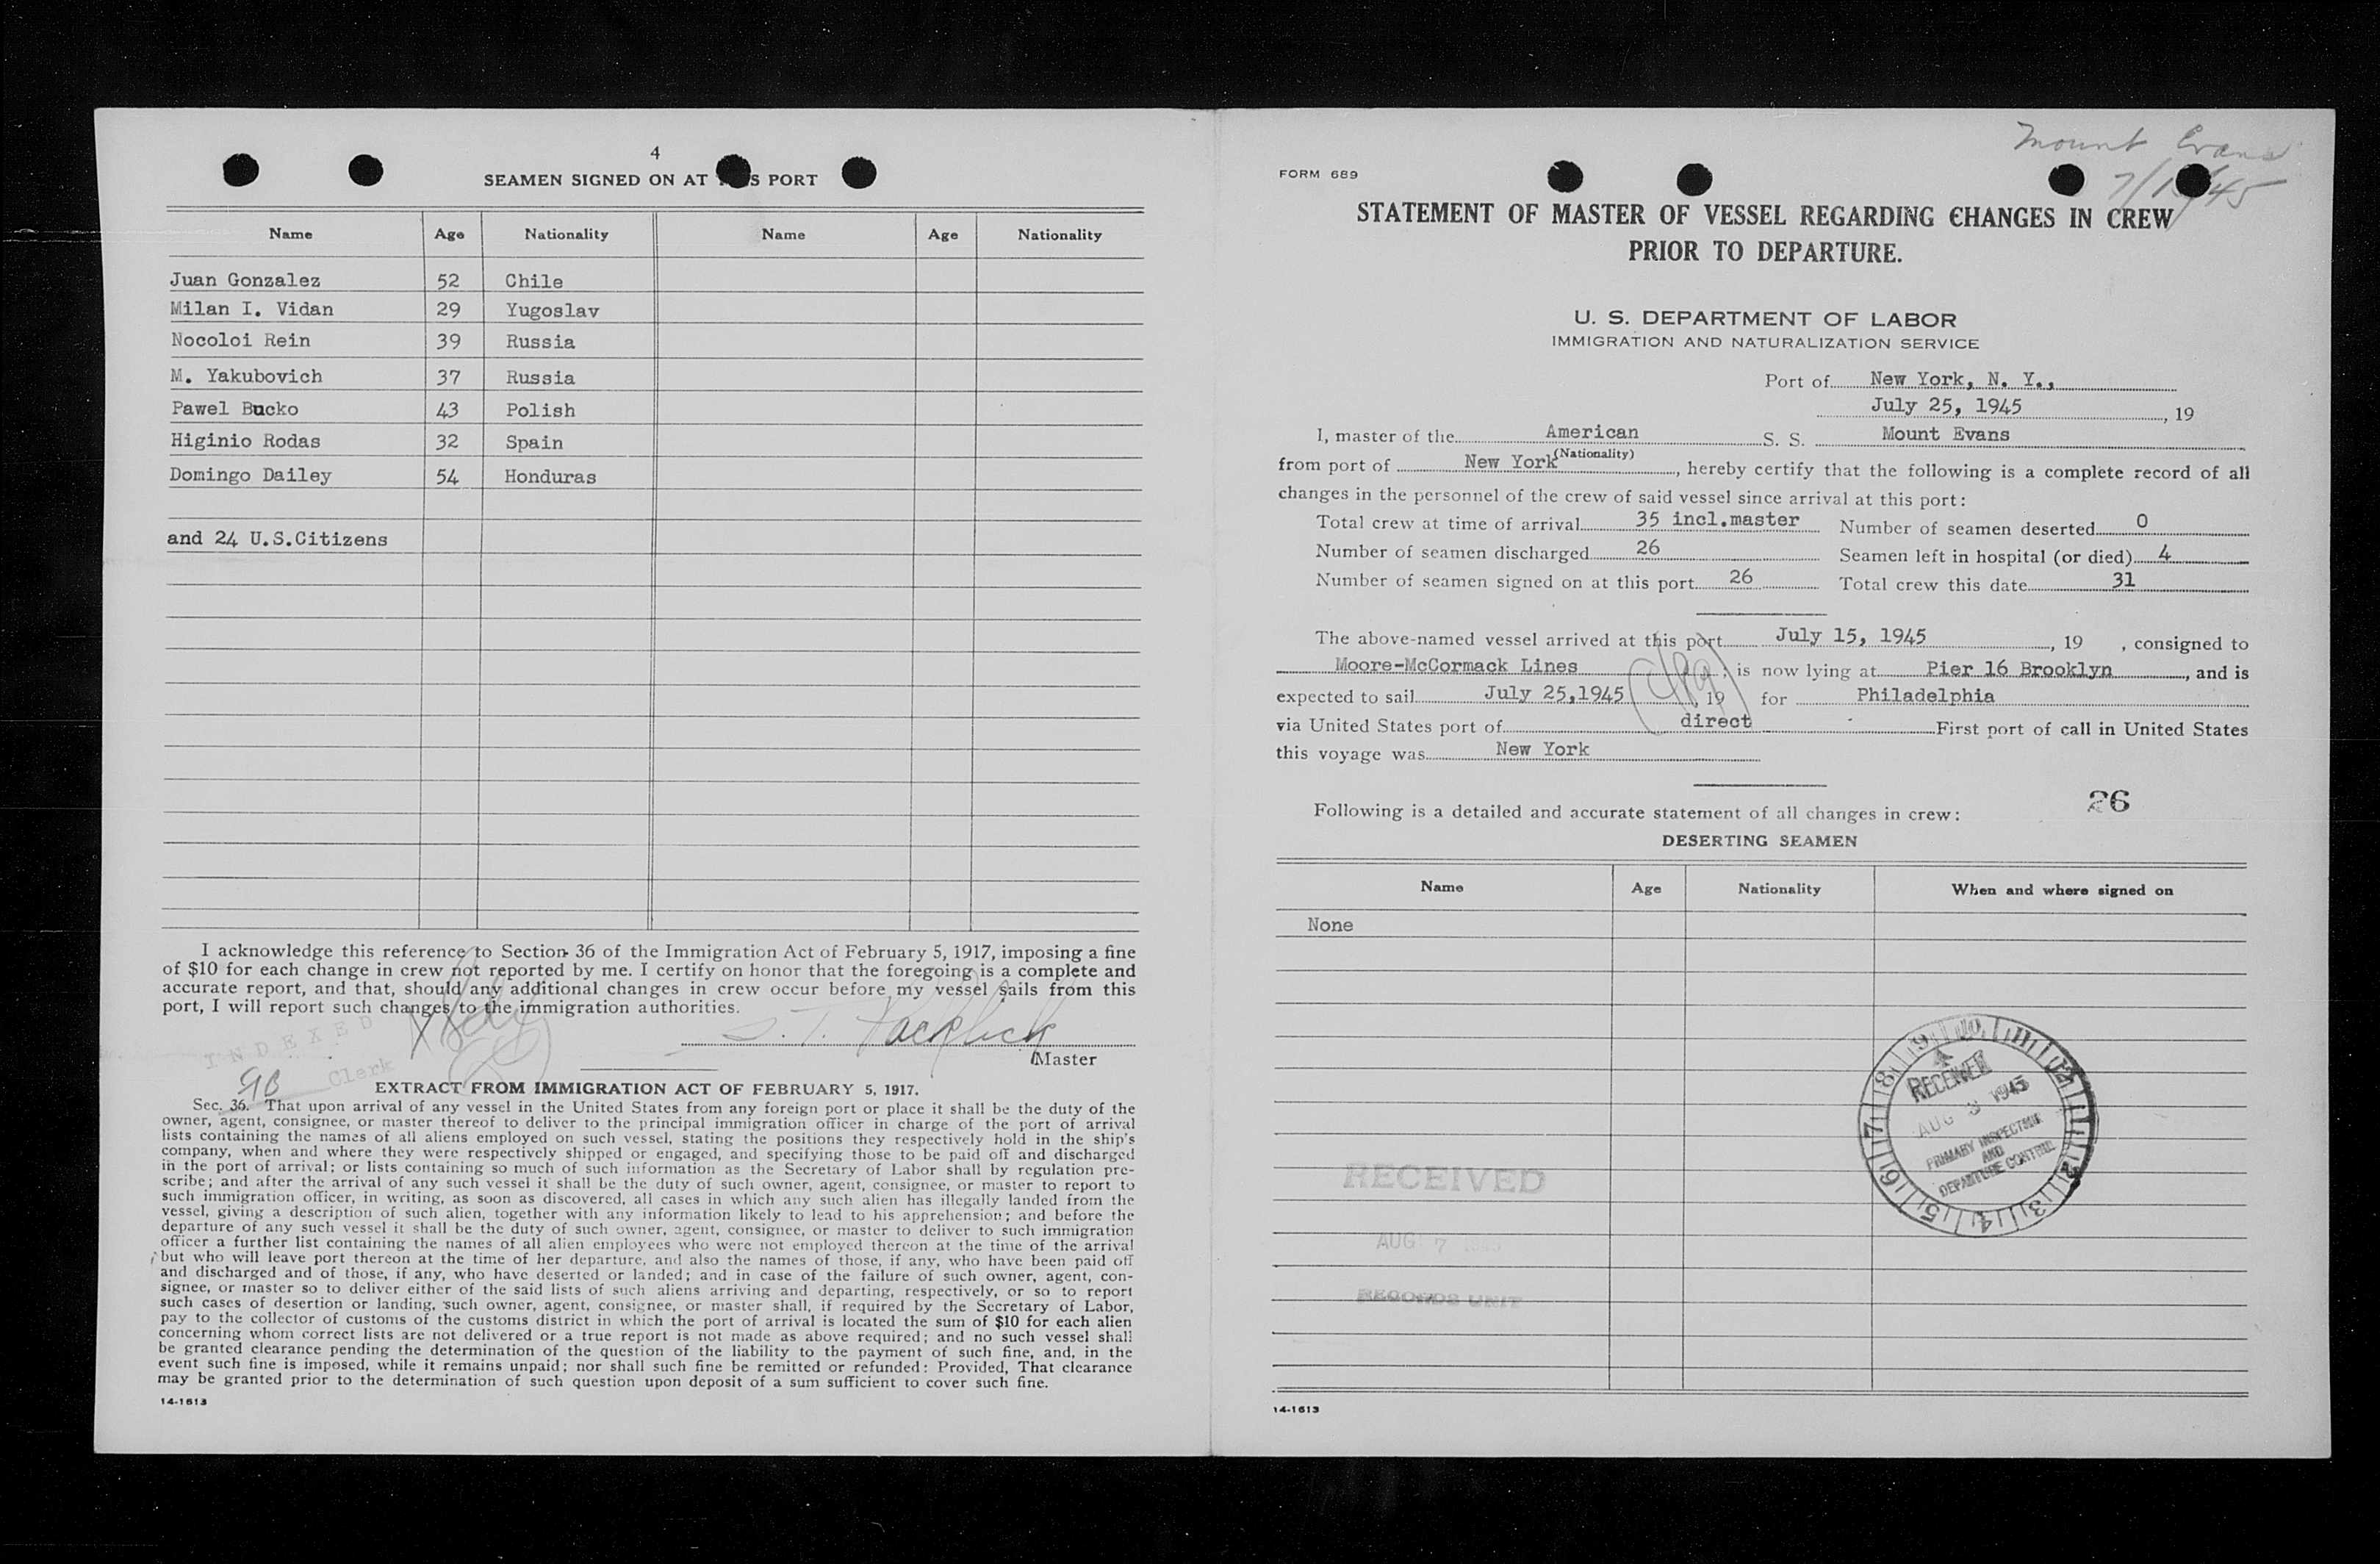 4
SEAMEN SIGNED ON AT S PORT
Name Age Nationality Name Age Nationality
Juan Gonzalez 52 Chile
Milan I. Vidan 29 Yugoslav
Nocoloi Rein 39 Russia
M. Yakubovich 37 Russia
Pawel Bucko 43 Polish
Higinio Rodas 32 Spain
Domingo Dailey 54 Honduras
and 24 U.S.Citizens
I acknowledge this reference to Section 36 of the Immigration Act of February 5, 1917, imposing a fine
of $10 for each change in crew not reported by me. I certify on honor that the foregoing is a complete and
accurate report, and that, should any additional changes in crew occur before my vessel sails from this
port, I will report such changes to the immigration authorities.
INDEXED
S. T.
Master
Clerk
EXTRACT FROM IMMIGRATION ACT OF FEBRUARY 5, 1917.
Sec. 36. That upon arrival of any vessel in the United States from any foreign port or place it shall be the duty of the
owner, agent, consignee, or master thereof to deliver to the principal immigration officer in charge of the port of arrival
lists containing the names of all aliens employed on such vessel, stating the positions they respectively hold in the ship's
company, when and where they were respectively shipped or engaged, and specifying those to be paid off and discharged
in the port of arrival; or lists containing so much of such information as the Secretary of Labor shall by regulation pre-
scribe; and after the arrival of any such vessel it shall be the duty of such owner, agent, consignee, or master to report to
such immigration officer, in writing, as soon as discovered, all cases in which any such alien has illegally landed from the
vessel, giving a description of such alien, together with any information likely to lead to his apprehension; and before the
departure of any such vessel it shall be the duty of such owner, agent, consignee, or master to deliver to such immigration
officer a further list containing the names of all alien employees who were not employed thereon at the time of the arrival
but who will leave port thereon at the time of her departure, and also the names of those, if any, who have been paid off
and discharged and of those, if any, who have deserted or landed; and in case of the failure of such owner, agent, con-
signee, or master so to deliver either of the said lists of such aliens arriving and departing, respectively, or so to report
such cases of desertion or landing, such owner, agent, consignee, or master shall, if required by the Secretary of Labor,
pay to the collector of customs of the customs district in which the port of arrival is located the sum of $10 for each alien
concerning whom correct lists are not delivered or a true report is not made as above required; and no such vessel shall
be granted clearance pending the determination of the question of the liability to the payment of such fine, and, in the
event such fine is imposed, while it remains unpaid; nor shall such fine be remitted or refunded: Provided, That clearance
may be granted prior to the determination of such question upon deposit of a sum sufficient to cover such fine.
14-1613
Mount Evans
FORM 689
STATEMENT OF MASTER OF VESSEL REGARDING CHANGES IN CREW
PRIOR TO DEPARTURE.
U. S. DEPARTMENT OF LABOR
IMMIGRATION AND NATURALIZATION SERVICE
Port of New York, N. Y.,
July 25, 1945, 19
I, master of the American S. S. Mount Evans
(Nationality)
from port of New York, hereby certify that the following is a complete record of all
changes in the personnel of the crew of said vessel since arrival at this port:
Total crew at time of arrival 35 incl.master Number of seamen deserted 0
Number of seamen discharged 26 Seamen left in hospital (or died) 4
Number of seamen signed on at this port 26 Total crew this date 31
The above-named vessel arrived at this port July 15, 1945, 19 , consigned to
Moore-McCormack Lines ; is now lying at Pier 16 Brooklyn, and is
expected to sail July 25,1945, 19 for Philadelphia
via United States port of direct First port of call in United States
this voyage was New York
26
Following is a detailed and accurate statement of all changes in crew:
DESERTING SEAMEN
Name Age Nationality When and where signed on
None
9 10 11 12 1 2 3 4 5 6 7 8
RECEIVED
AUG 3 1945
PRIMARY INSPECTION
AND
DEPARTURE CONTROL
RECEIVED
AUG 7
RECORDS UNIT
14-1613